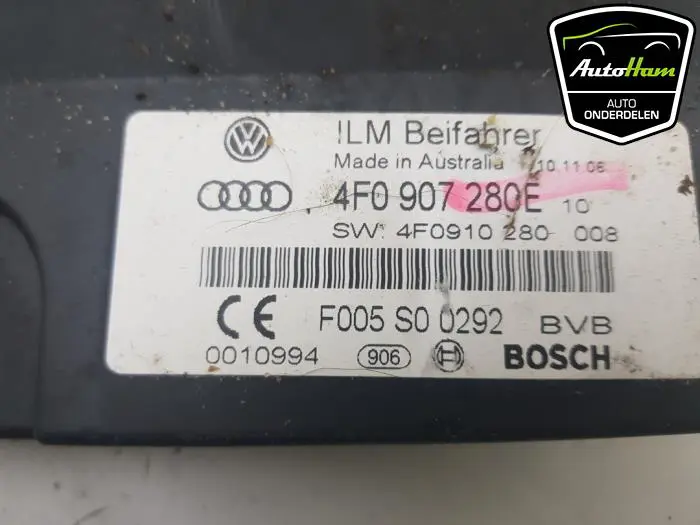 AutoHam
AUTO
ONDERDELEN
VW
ILM Beifahrer
Made in Australia 10.11.06
4F0 907 280E 10
SW: 4F0910 280 008
CE F005 S0 0292 BVB
0010994 906 BOSCH